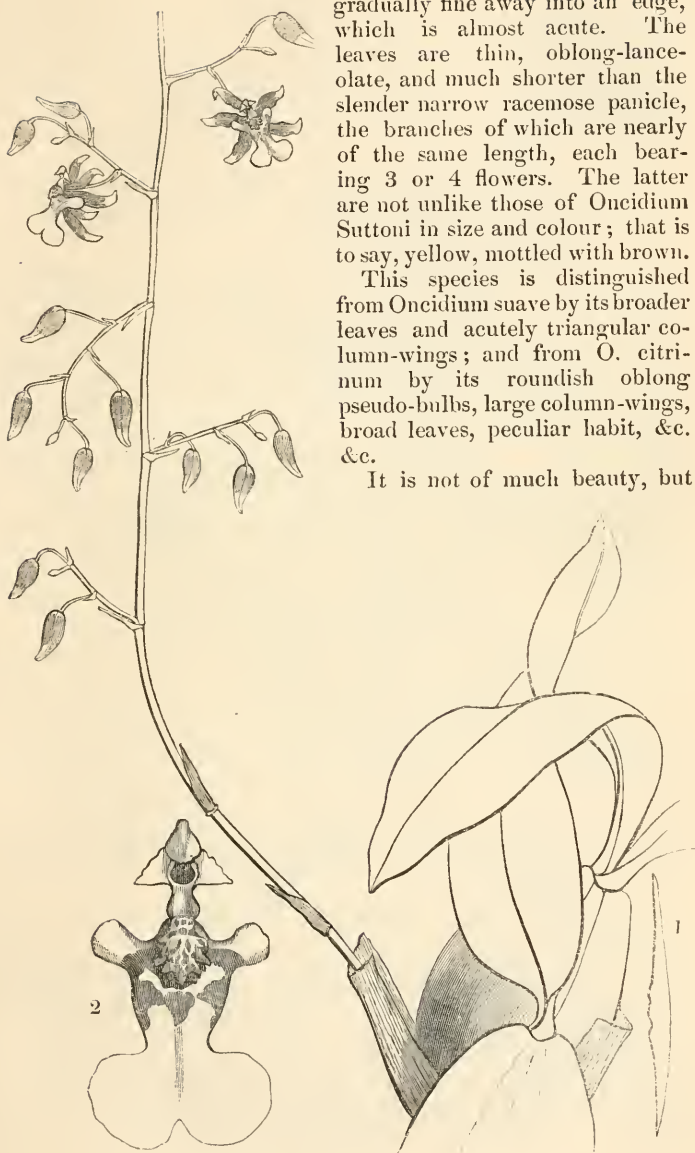 gradually fine away into an edge,
which is almost acute. The
leaves are thin, oblong-lance-
olate, and much shorter than the
slender narrow racemose panicle,
the branches of which are nearly
of the same length, each bear-
ing 3 or 4 flowers. The latter
are not unlike those of Oncidium
Suttoni in size and colour; that is
to say, yellow, mottled with brown.
This species is distinguished
from Oncidium suave by its broader
leaves and acutely triangular co-
lumn-wings; and from O. citri-
num by its roundish oblong
pseudo-bulbs, large column-wings,
broad leaves, peculiar habit, &c.
&c.
It is not of much beauty, but
1
2